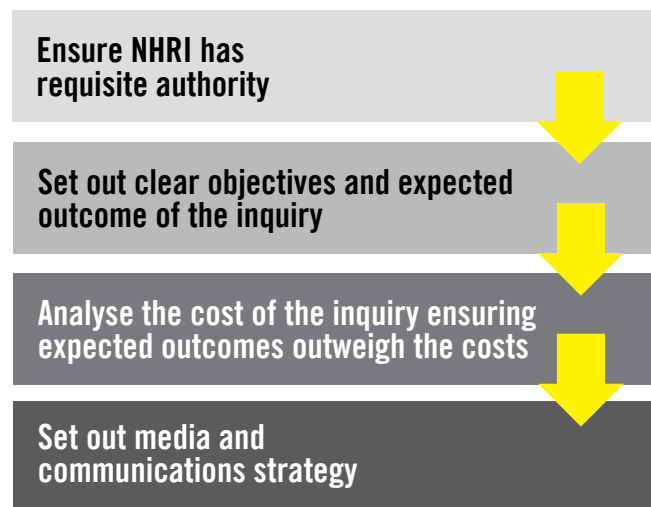 Ensure NHRI has
requisite authority
Set out clear objectives and expected
outcome of the inquiry
Analyse the cost of the inquiry ensuring
expected outcomes outweigh the costs
Set out media and
communications strategy